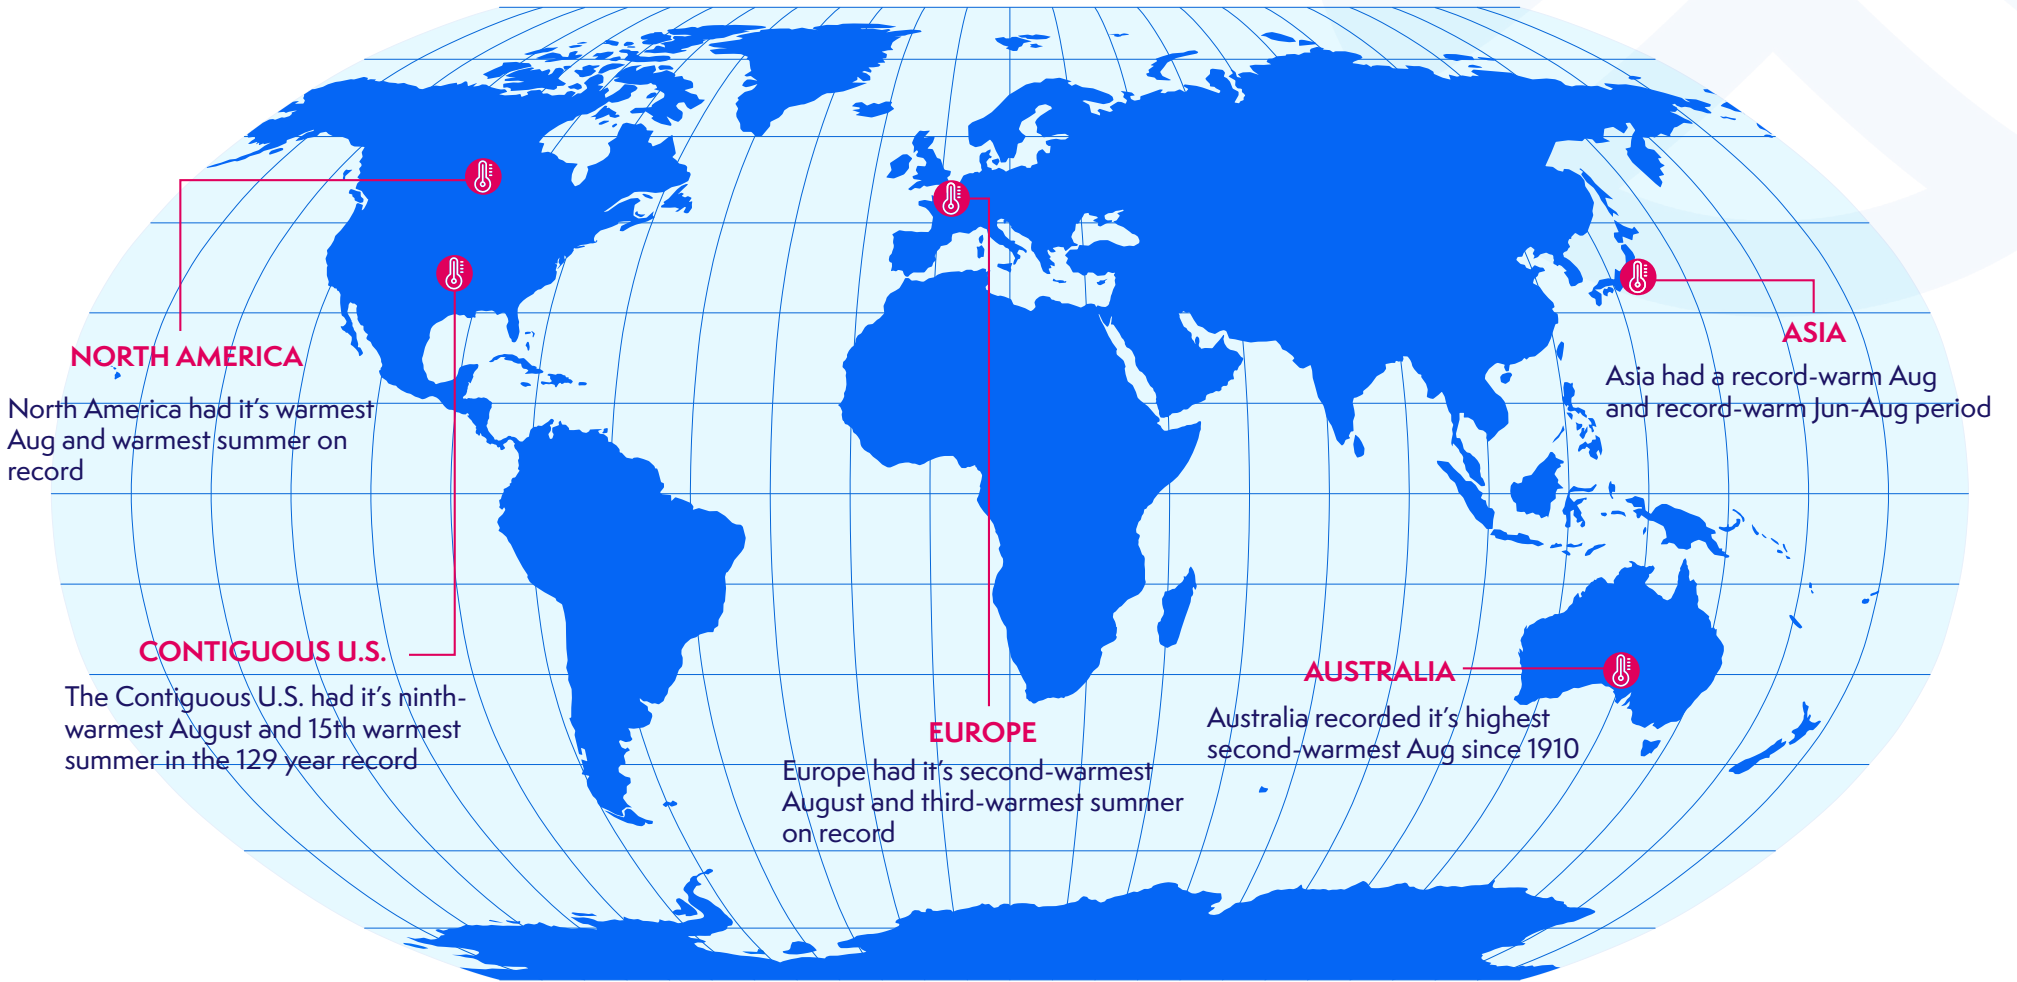 NORTH AMERICA
North America had it's warmest
Aug and warmest summer on
record
ASIA
Asia had a record-warm Aug
and record-warm Jun-Aug period
CONTIGUOUS U.S.
The Contiguous U.S. had it's ninth-
warmest August and 15th warmest
summer in the 129 year record
EUROPE
Europe had it's second-warmest
August and third-warmest summer
on record
AUSTRALIA
Australia recorded it's highest
second-warmest Aug since 1910